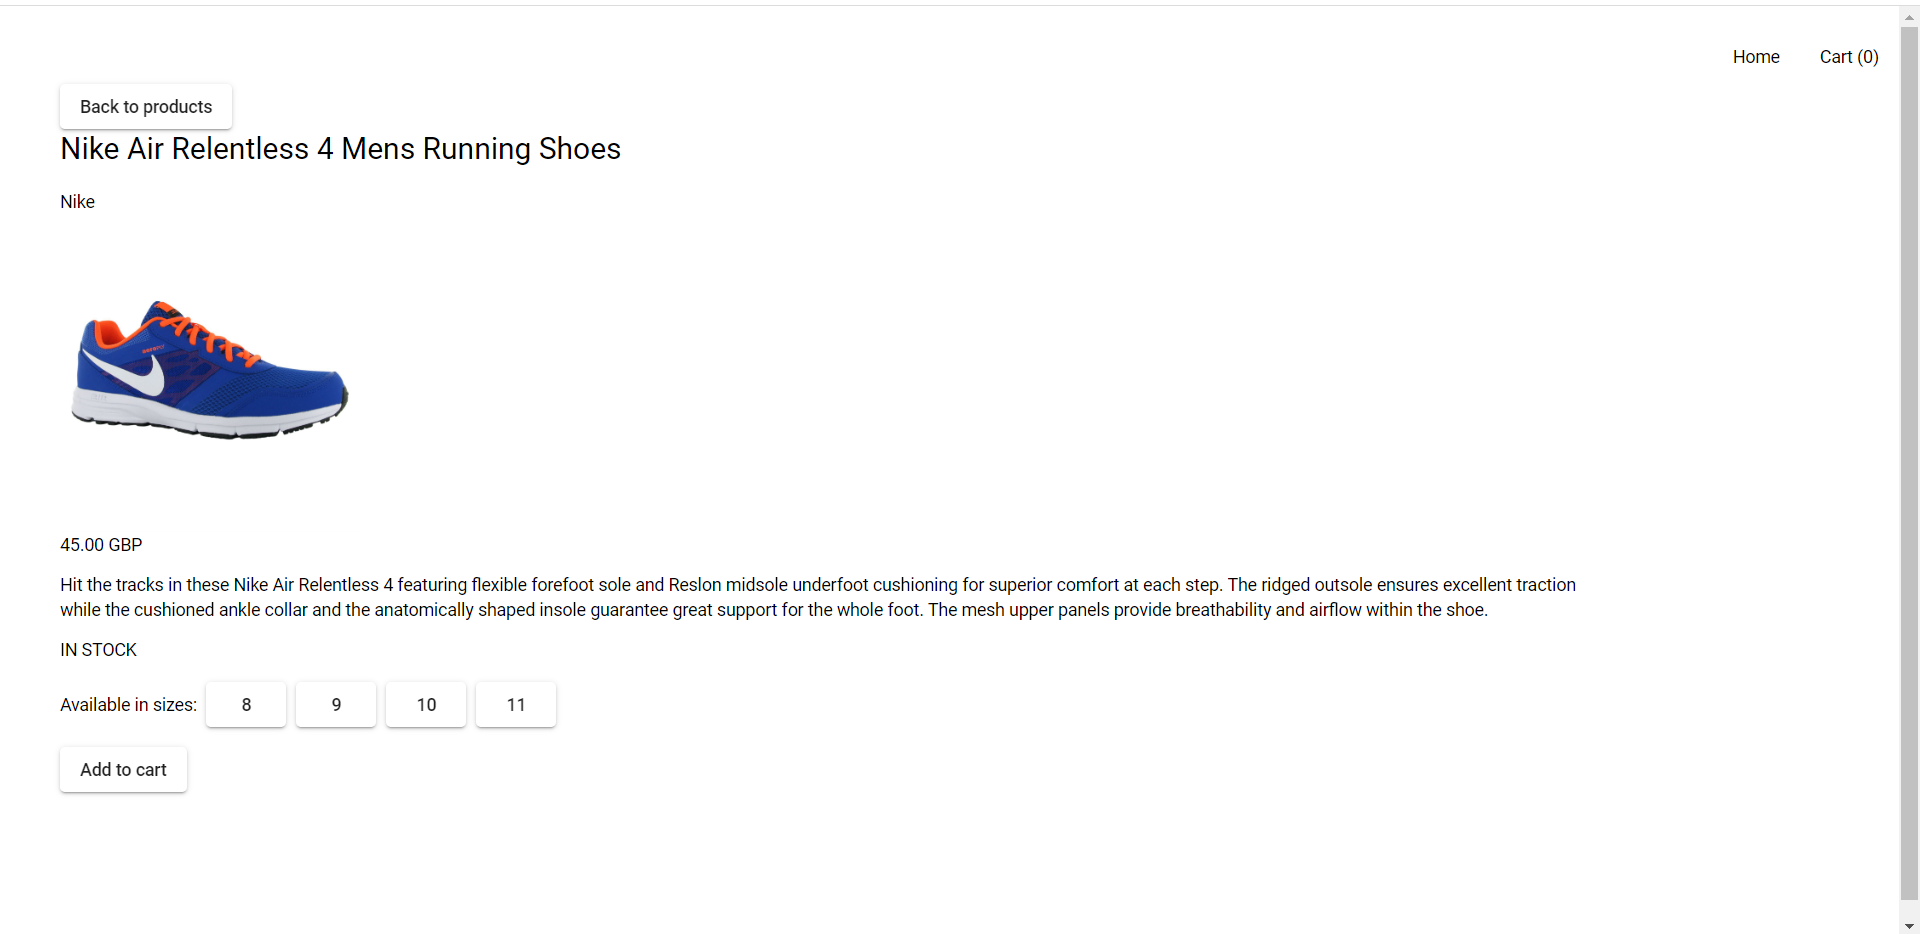 Home Cart (0)
Back to products
Nike Air Relentless 4 Mens Running Shoes
Nike
45.00 GBP
Hit the tracks in these Nike Air Relentless 4 featuring flexible forefoot sole and Reslon midsole underfoot cushioning for superior comfort at each step. The ridged outsole ensures excellent traction
while the cushioned ankle collar and the anatomically shaped insole guarantee great support for the whole foot. The mesh upper panels provide breathability and airflow within the shoe.
IN STOCK
Available in sizes: 8 9 10 11
Add to cart